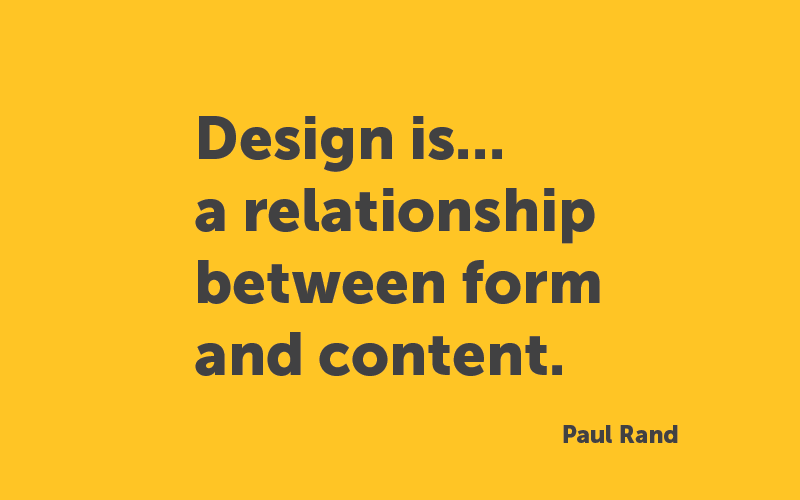 Design is...
a relationship
between form
and content.
Paul Rand